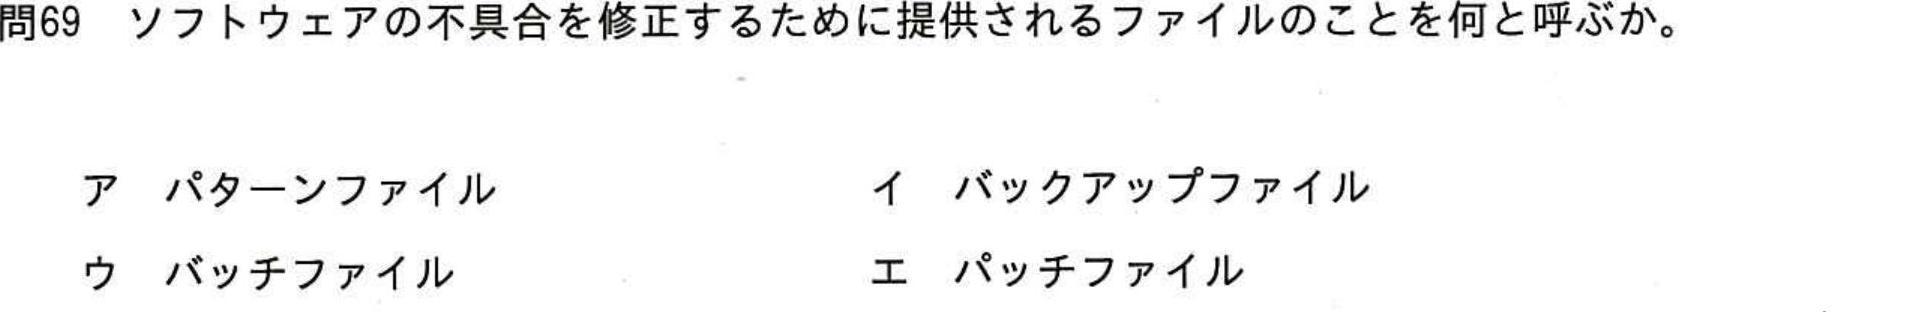 問69　ソフトウェアの不具合を修正するために提供されるファイルのことを何と呼ぶか。
ア　パターンファイル　イ　バックアップファイル
ウ　バッチファイル　エ　パッチファイル